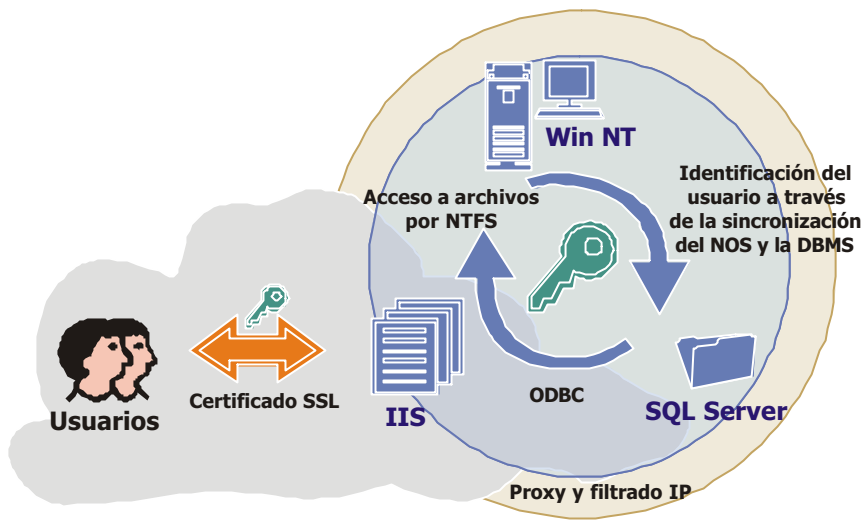 Win NT
Identificación del
usuario a través
de la sincronización
del NOS y la DBMS
Acceso a archivos
por NTFS
Usuarios
Certificado SSL
IIS
ODBC
SQL Server
Proxy y filtrado IP